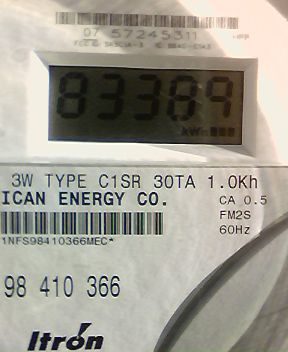 07 57245311
83389
kWh
3W TYPE C1SR 30TA 1.0Kh
ICAN ENERGY CO.
CA 0.5
FM2S
60Hz
1NFS98410366MEC*
98 410 366
Itron